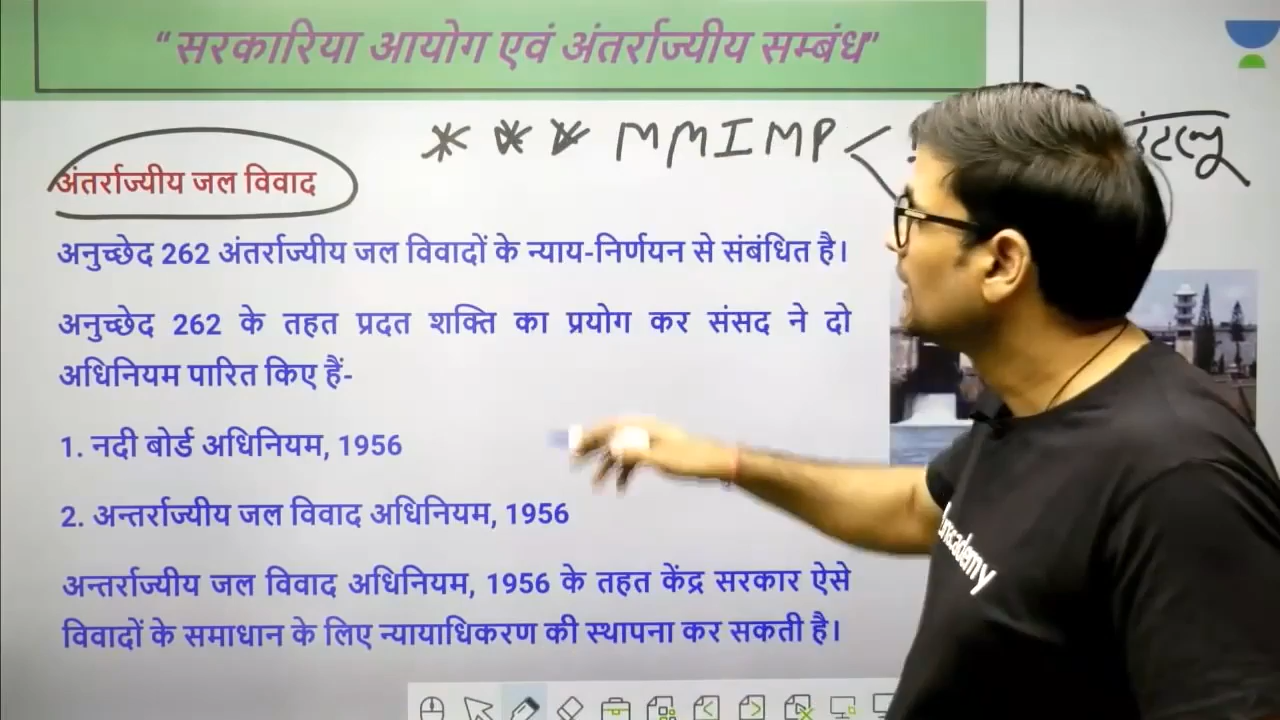 “सरकारिया आयोग एवं अंतर्राज्यीय सम्बंध”
* * * MMIMP
अंतर्राज्यीय जल विवाद
अनुच्छेद 262 अंतर्राज्यीय जल विवादों के न्याय-निर्णयन से संबंधित है।
अनुच्छेद 262 के तहत प्रदत शक्ति का प्रयोग कर संसद ने दो
अधिनियम पारित किए हैं-
1. नदी बोर्ड अधिनियम, 1956
2. अन्तर्राज्यीय जल विवाद अधिनियम, 1956
अन्तर्राज्यीय जल विवाद अधिनियम, 1956 के तहत केंद्र सरकार ऐसे
विवादों के समाधान के लिए न्यायाधिकरण की स्थापना कर सकती है।